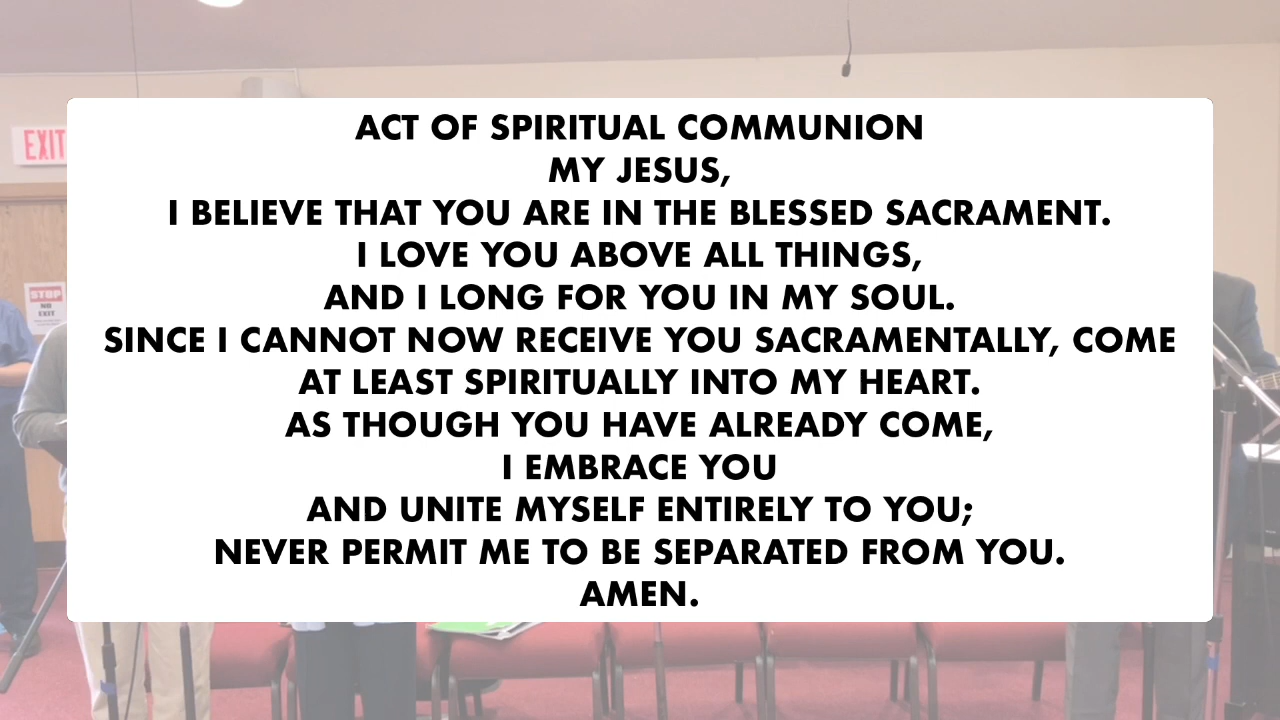 ACT OF SPIRITUAL COMMUNION
MY JESUS,
I BELIEVE THAT YOU ARE IN THE BLESSED SACRAMENT.
I LOVE YOU ABOVE ALL THINGS,
AND I LONG FOR YOU IN MY SOUL.
SINCE I CANNOT NOW RECEIVE YOU SACRAMENTALLY, COME
AT LEAST SPIRITUALLY INTO MY HEART.
AS THOUGH YOU HAVE ALREADY COME,
I EMBRACE YOU
AND UNITE MYSELF ENTIRELY TO YOU;
NEVER PERMIT ME TO BE SEPARATED FROM YOU.
AMEN.
EXIT
STOP
NO
EXIT